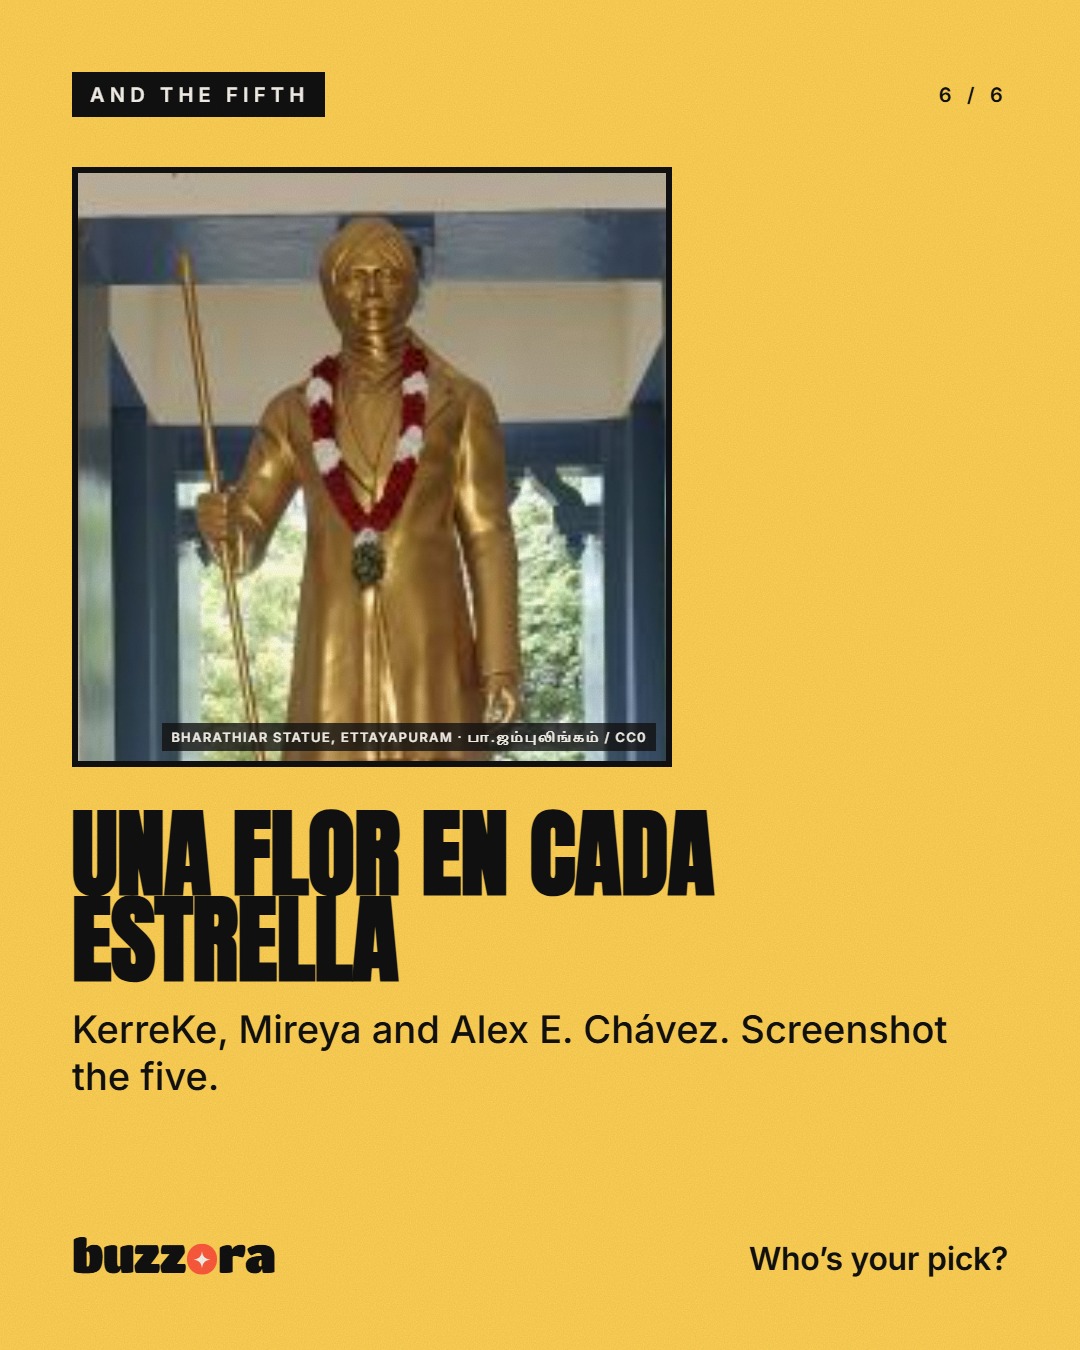 AND THE FIFTH
6 / 6
BHARATHIAR STATUE, ETTAYAPURAM · பா.ஜம்புலிங்கம் / CC0
UNA FLOR EN CADA
ESTRELLA
KerreKe, Mireya and Alex E. Chávez. Screenshot
the five.
buzzora
Who’s your pick?